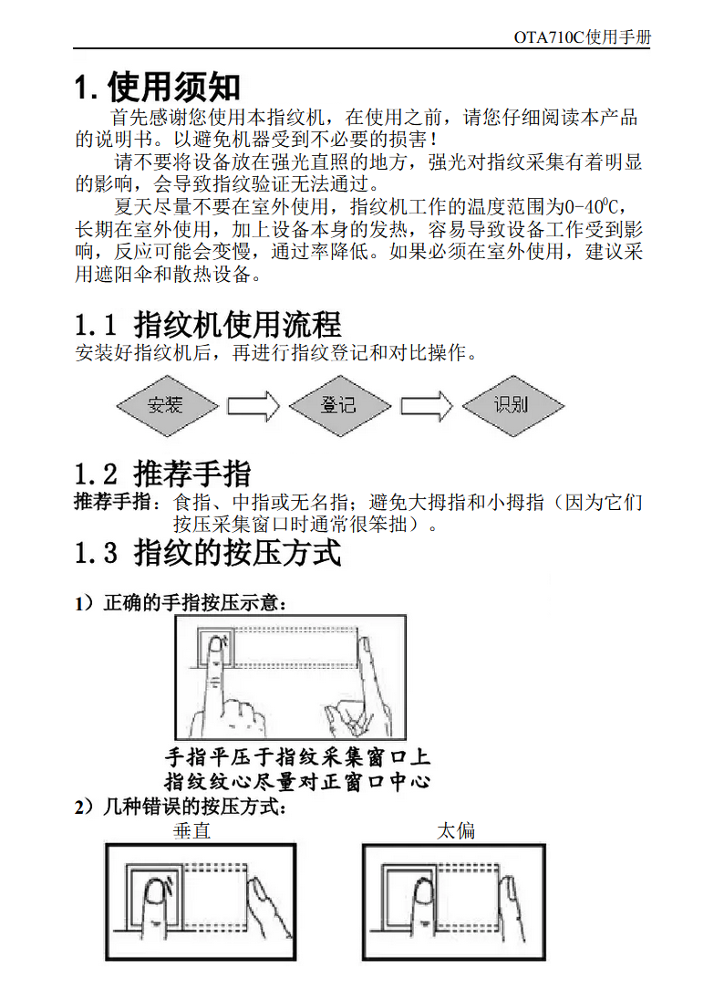 OTA710C使用手册
1.使用须知
首先感谢您使用本指纹机，在使用之前，请您仔细阅读本产品
的说明书。以避免机器受到不必要的损害！
请不要将设备放在强光直照的地方，强光对指纹采集有着明显
的影响，会导致指纹验证无法通过。
夏天尽量不要在室外使用，指纹机工作的温度范围为0-40⁰C，
长期在室外使用，加上设备本身的发热，容易导致设备工作受到影
响，反应可能会变慢，通过率降低。如果必须在室外使用，建议采
用遮阳伞和散热设备。
1.1 指纹机使用流程
安装好指纹机后，再进行指纹登记和对比操作。
安装 登记 识别
1.2 推荐手指
推荐手指：食指、中指或无名指；避免大拇指和小拇指（因为它们
按压采集窗口时通常很笨拙）。
1.3 指纹的按压方式
1）正确的手指按压示意：
手指平压于指纹采集窗口上
指纹纹心尽量对正窗口中心
2）几种错误的按压方式：
垂直 太偏